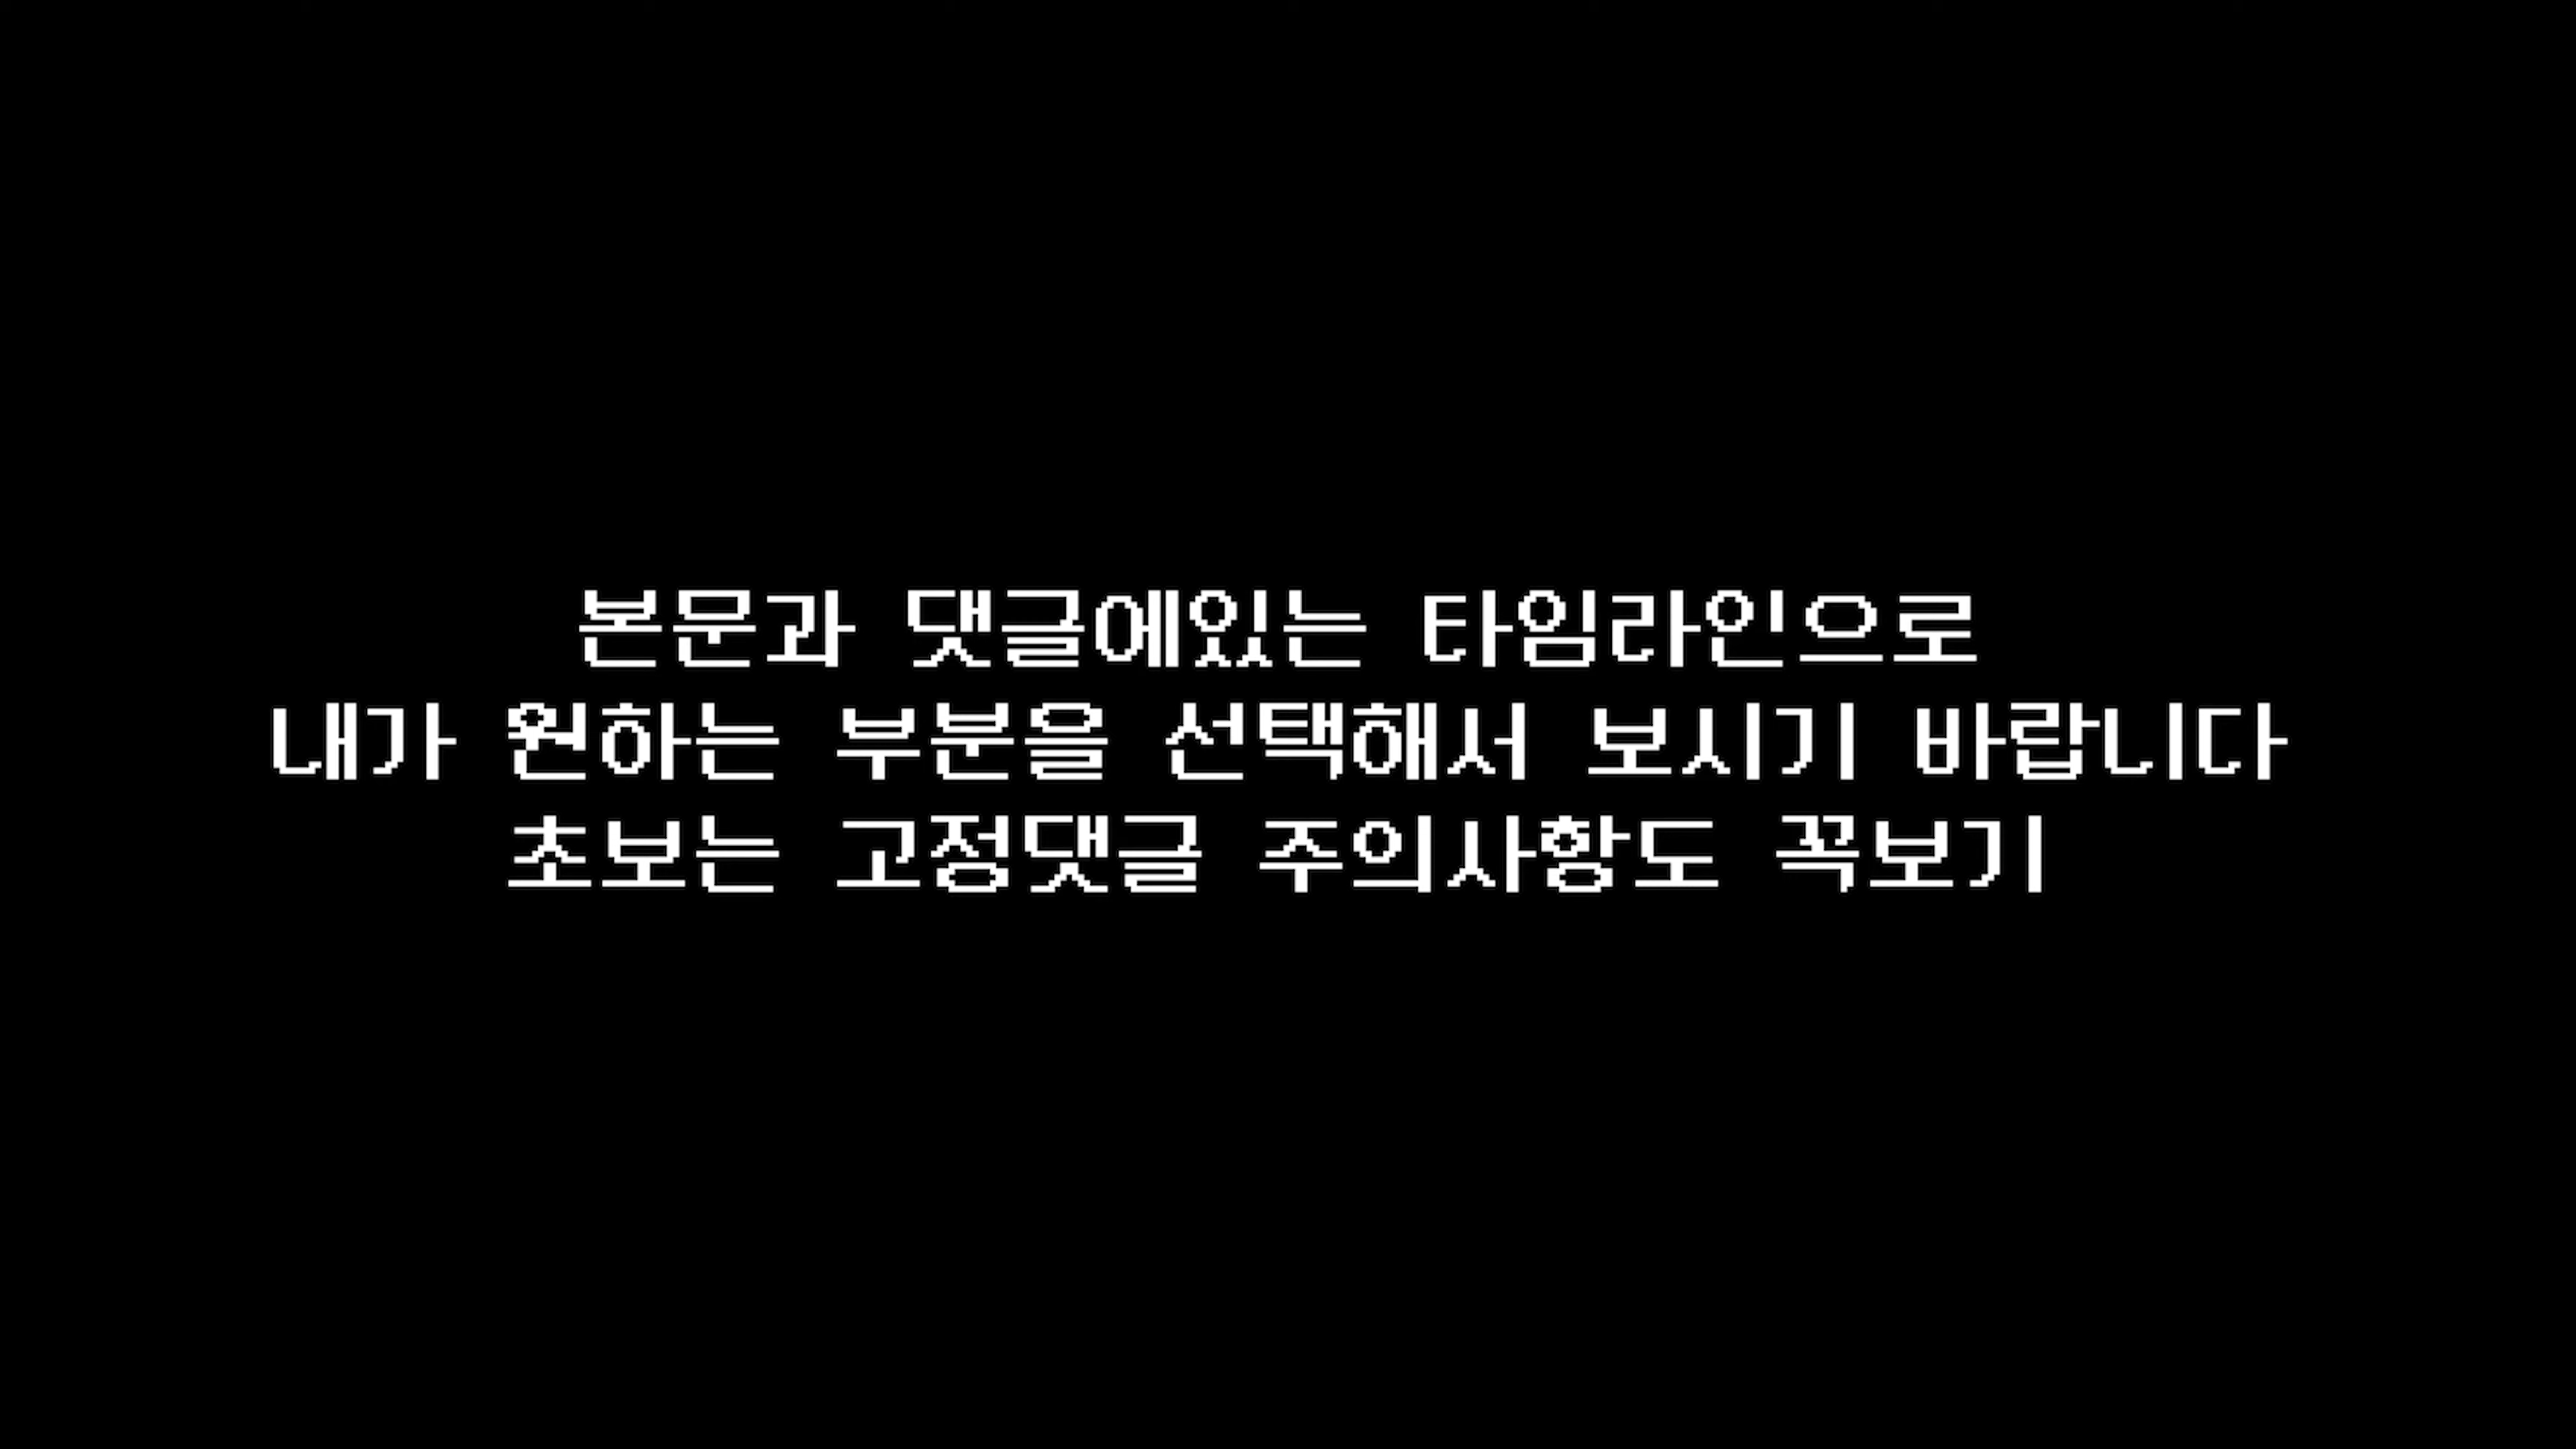 본문과 댓글에있는 타임라인으로
내가 원하는 부분을 선택해서 보시기 바랍니다
초보는 고정댓글 주의사항도 꼭보기